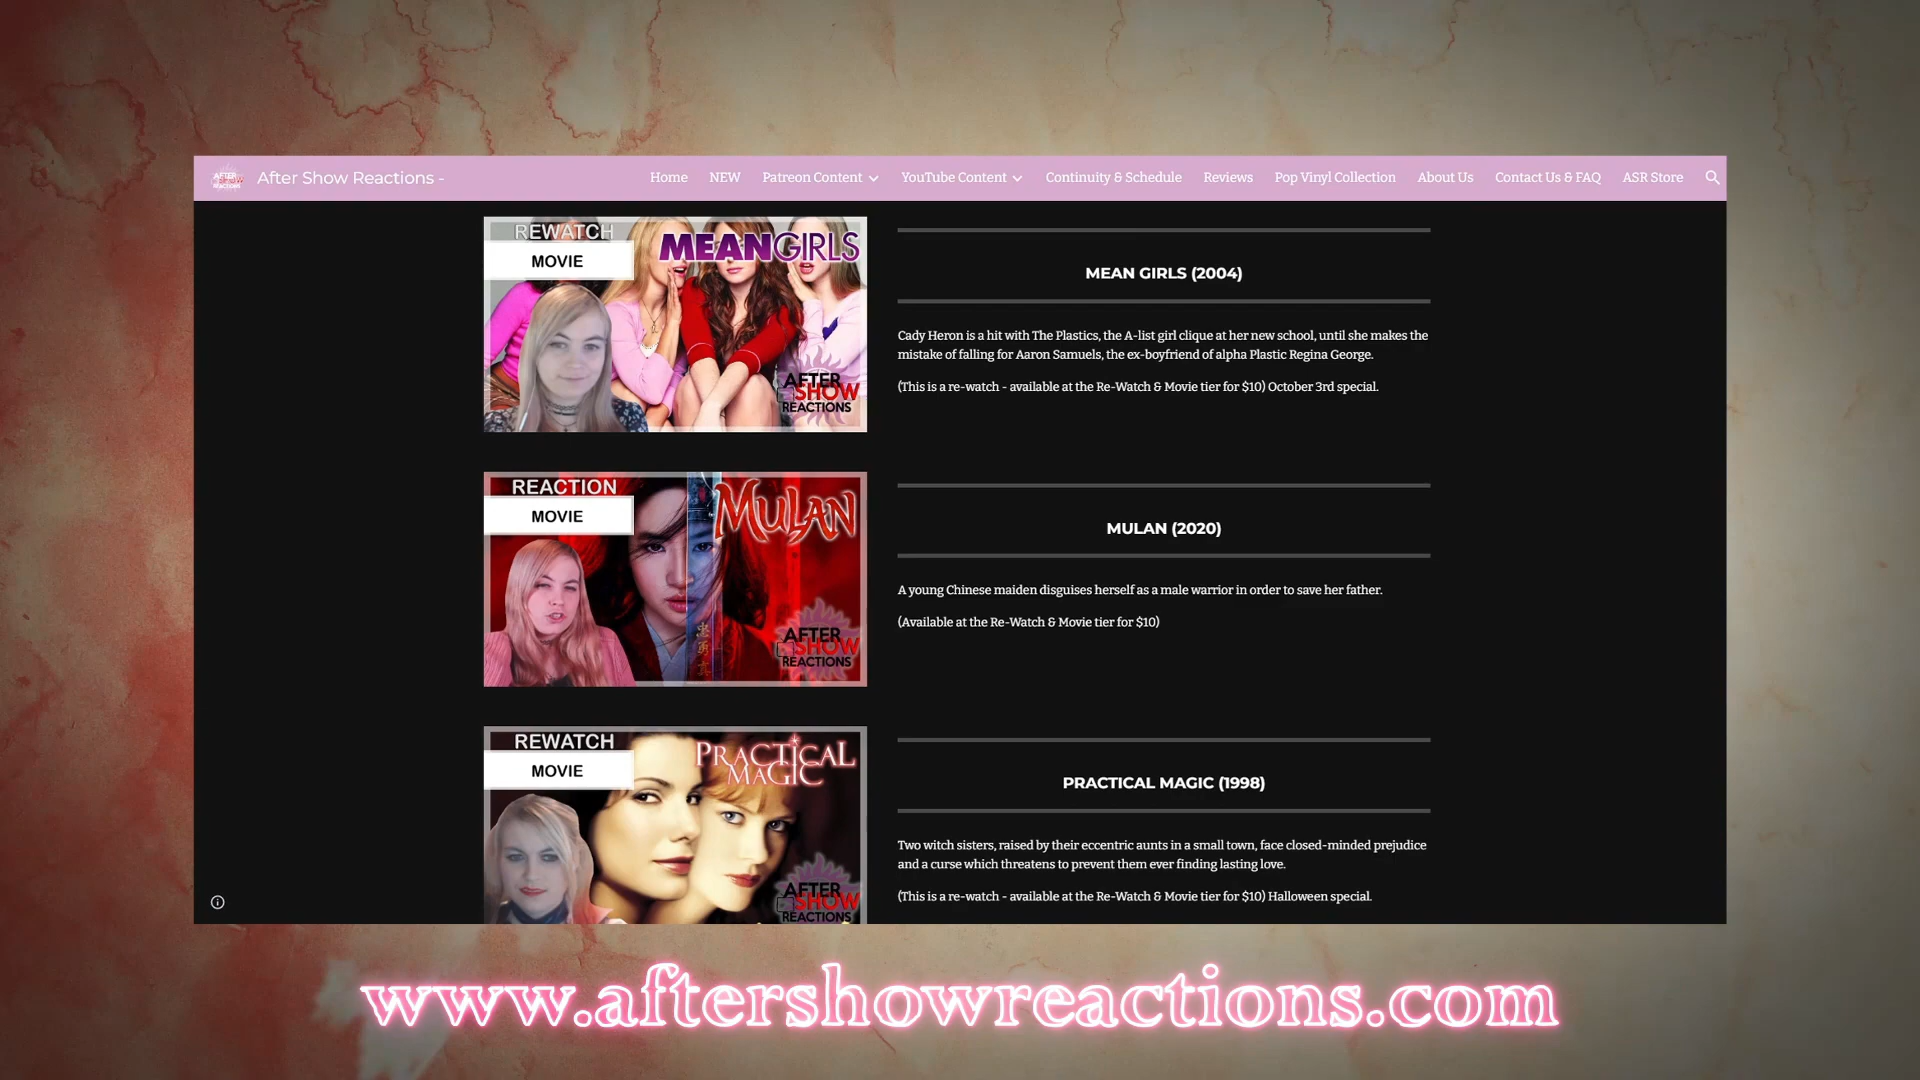 AFTER SHOW REACTIONS After Show Reactions - Home NEW Patreon Content YouTube Content Continuity & Schedule Reviews Pop Vinyl Collection About Us Contact Us & FAQ ASR Store
REWATCH
MOVIE
MEAN GIRLS
AFTER
SHOW
REACTIONS
MEAN GIRLS (2004)
Cady Heron is a hit with The Plastics, the A-list girl clique at her new school, until she makes the
mistake of falling for Aaron Samuels, the ex-boyfriend of alpha Plastic Regina George.
(This is a re-watch - available at the Re-Watch & Movie tier for $10) October 3rd special.
REACTION
MOVIE
MULAN
忠勇真
AFTER
SHOW
REACTIONS
MULAN (2020)
A young Chinese maiden disguises herself as a male warrior in order to save her father.
(Available at the Re-Watch & Movie tier for $10)
REWATCH
MOVIE
PRACTICAL
MAGIC
AFTER
SHOW
REACTIONS
PRACTICAL MAGIC (1998)
Two witch sisters, raised by their eccentric aunts in a small town, face closed-minded prejudice
and a curse which threatens to prevent them ever finding lasting love.
(This is a re-watch - available at the Re-Watch & Movie tier for $10) Halloween special.
www.aftershowreactions.com